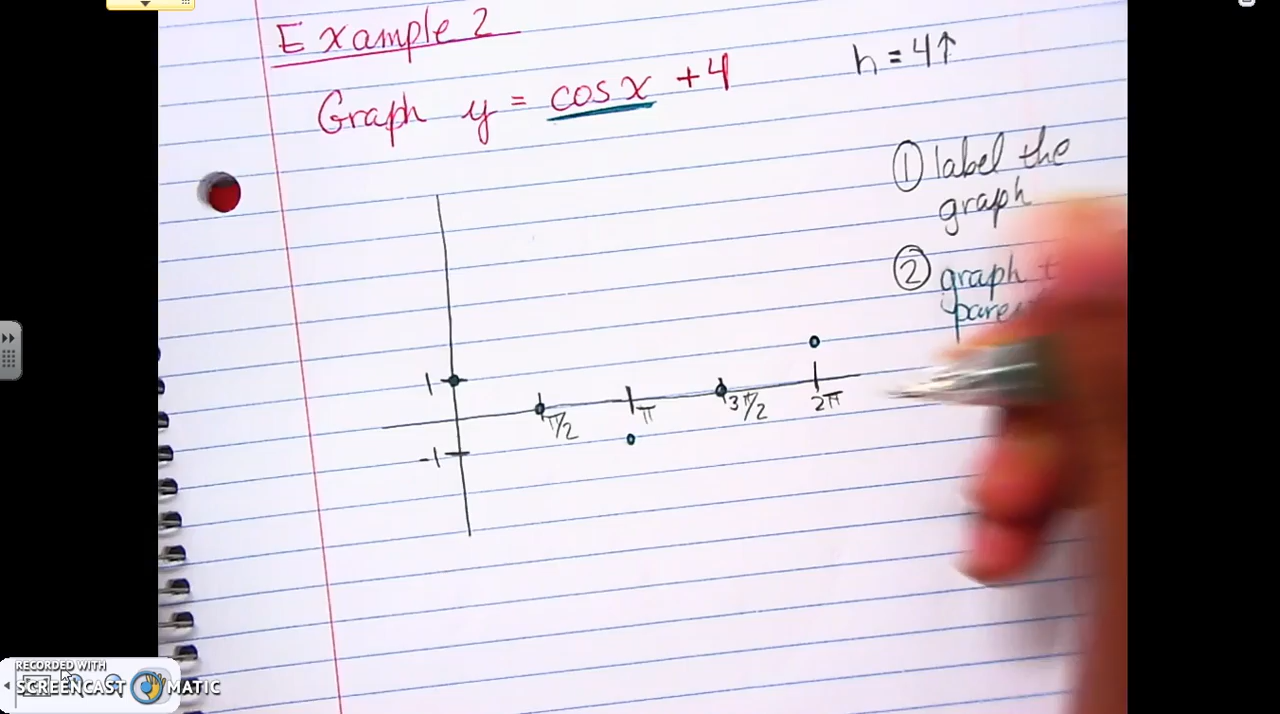 Example 2
Graph y = cos x + 4
h = 4↑
① label the
graph
② graph
1
-1
π/2
π
3π/2
2π
RECORDED WITH
SCREENCAST MATIC